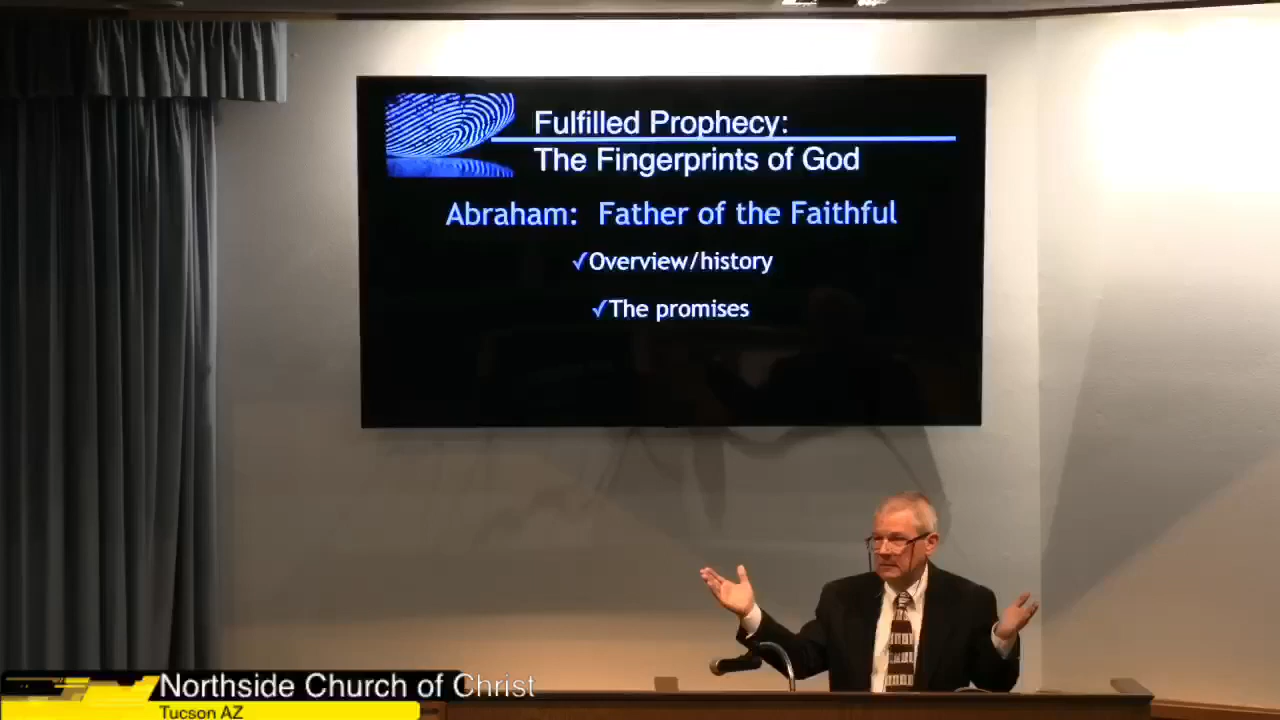 Fulfilled Prophecy:
The Fingerprints of God
Abraham:  Father of the Faithful
✓Overview/history
✓The promises
Northside Church of Christ
Tucson AZ